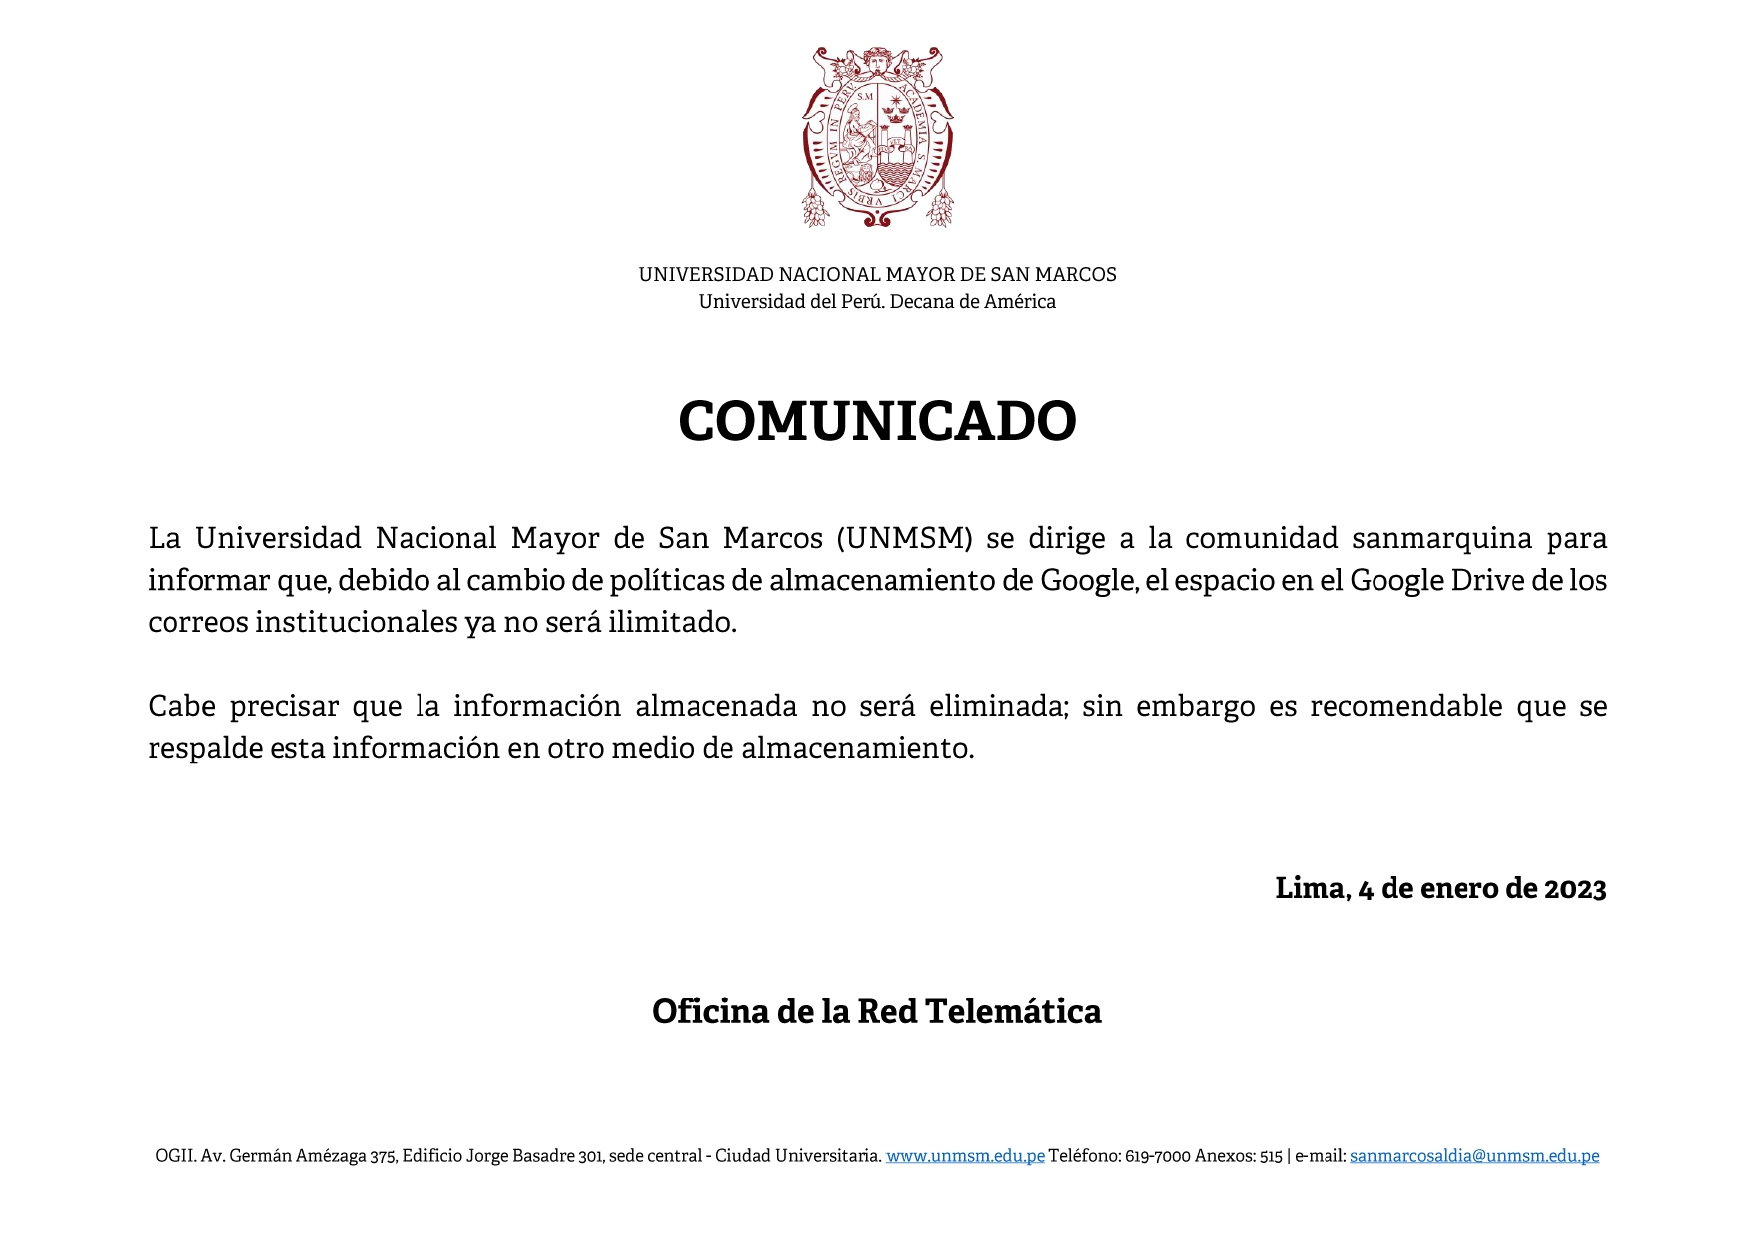 S.M
ACADEMIA S. MARCI VRBIS REGVM IN PERV.
UNIVERSIDAD NACIONAL MAYOR DE SAN MARCOS
Universidad del Perú. Decana de América
COMUNICADO
La Universidad Nacional Mayor de San Marcos (UNMSM) se dirige a la comunidad sanmarquina para
informar que, debido al cambio de políticas de almacenamiento de Google, el espacio en el Google Drive de los
correos institucionales ya no será ilimitado.
Cabe precisar que la información almacenada no será eliminada; sin embargo es recomendable que se
respalde esta información en otro medio de almacenamiento.
Lima, 4 de enero de 2023
Oficina de la Red Telemática
OGII. Av. Germán Amézaga 375, Edificio Jorge Basadre 301, sede central - Ciudad Universitaria. www.unmsm.edu.pe Teléfono: 619-7000 Anexos: 515 | e-mail: sanmarcosaldia@unmsm.edu.pe